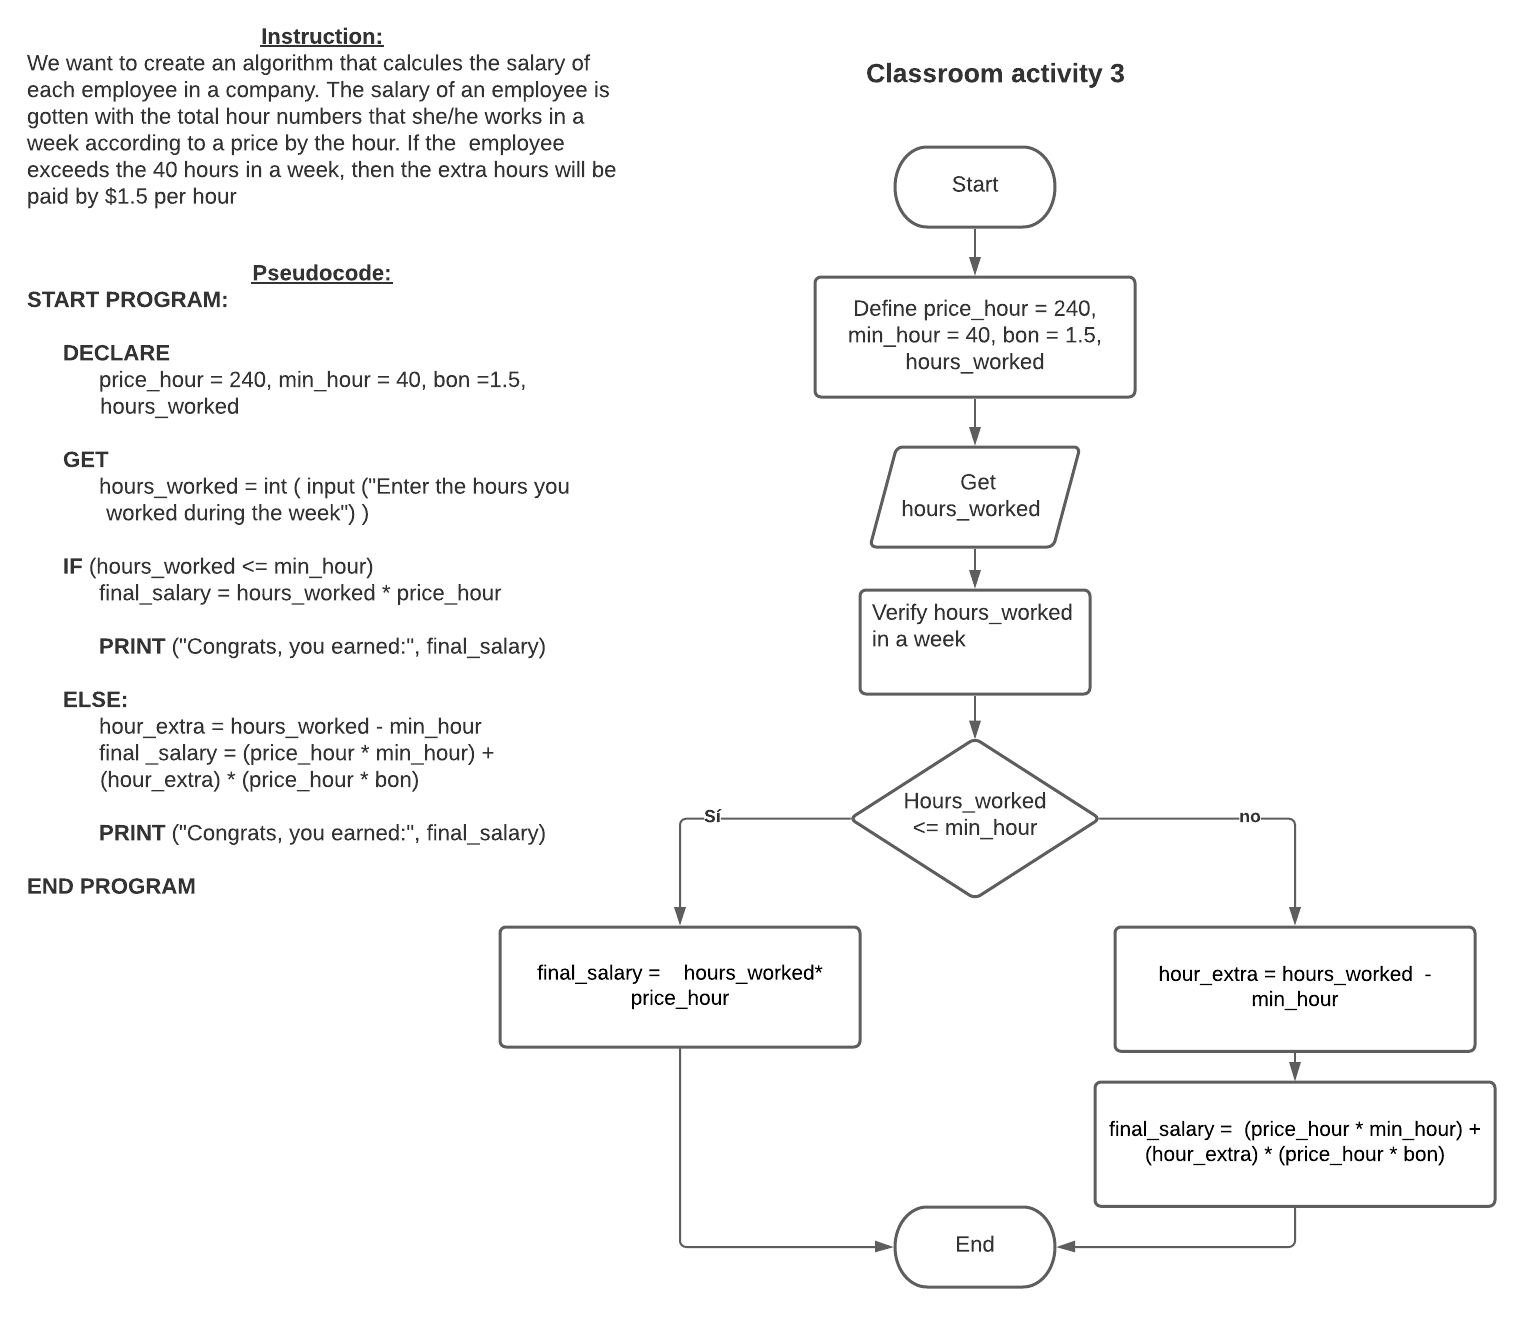 Instruction:
We want to create an algorithm that calcules the salary of
each employee in a company. The salary of an employee is
gotten with the total hour numbers that she/he works in a
week according to a price by the hour. If the  employee
exceeds the 40 hours in a week, then the extra hours will be
paid by $1.5 per hour
Pseudocode:
START PROGRAM:
DECLARE
price_hour = 240, min_hour = 40, bon =1.5,
hours_worked
GET
hours_worked = int ( input ("Enter the hours you
worked during the week") )
IF (hours_worked <= min_hour)
final_salary = hours_worked * price_hour
PRINT ("Congrats, you earned:", final_salary)
ELSE:
hour_extra = hours_worked - min_hour
final _salary = (price_hour * min_hour) +
(hour_extra) * (price_hour * bon)
PRINT ("Congrats, you earned:", final_salary)
END PROGRAM
Classroom activity 3
Start
Define price_hour = 240,
min_hour = 40, bon = 1.5,
hours_worked
Get
hours_worked
Verify hours_worked
in a week
Hours_worked
<= min_hour
Sí
no
final_salary =    hours_worked*
price_hour
hour_extra = hours_worked  -
min_hour
final_salary =  (price_hour * min_hour) +
(hour_extra) * (price_hour * bon)
End